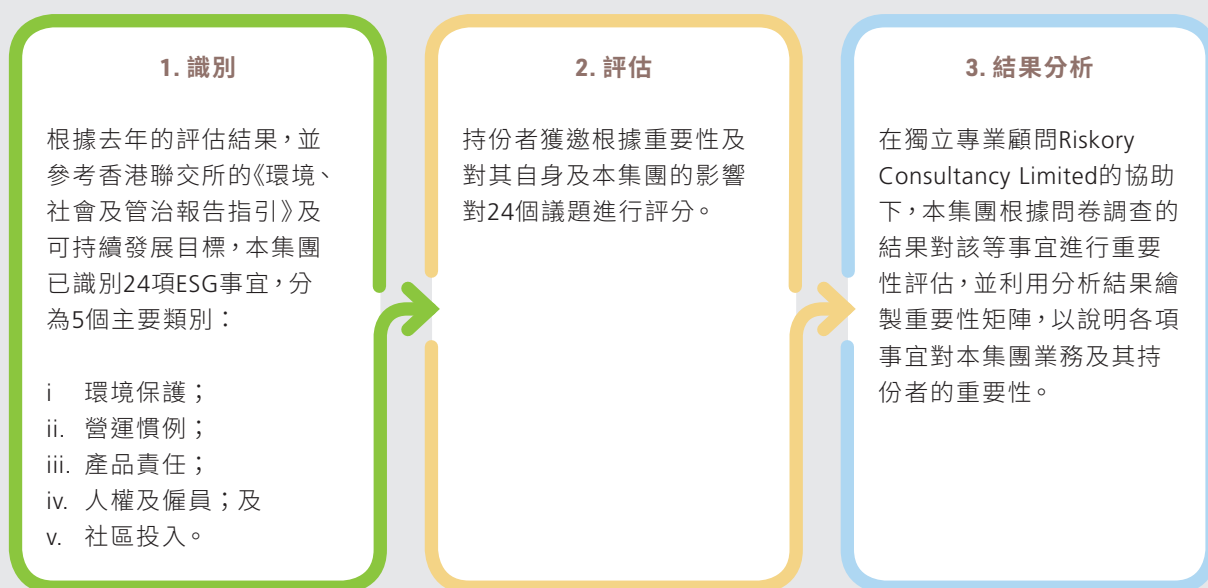 1. 識別
根據去年的評估結果，並
參考香港聯交所的《環境、
社會及管治報告指引》及
可持續發展目標，本集團
已識別24項ESG事宜，分
為5個主要類別：
i 環境保護；
ii. 營運慣例；
iii. 產品責任；
iv. 人權及僱員；及
v. 社區投入。
2. 評估
持份者獲邀根據重要性及
對其自身及本集團的影響
對24個議題進行評分。
3. 結果分析
在獨立專業顧問Riskory
Consultancy Limited的協助
下，本集團根據問卷調查的
結果對該等事宜進行重要
性評估，並利用分析結果繪
製重要性矩陣，以說明各項
事宜對本集團業務及其持
份者的重要性。